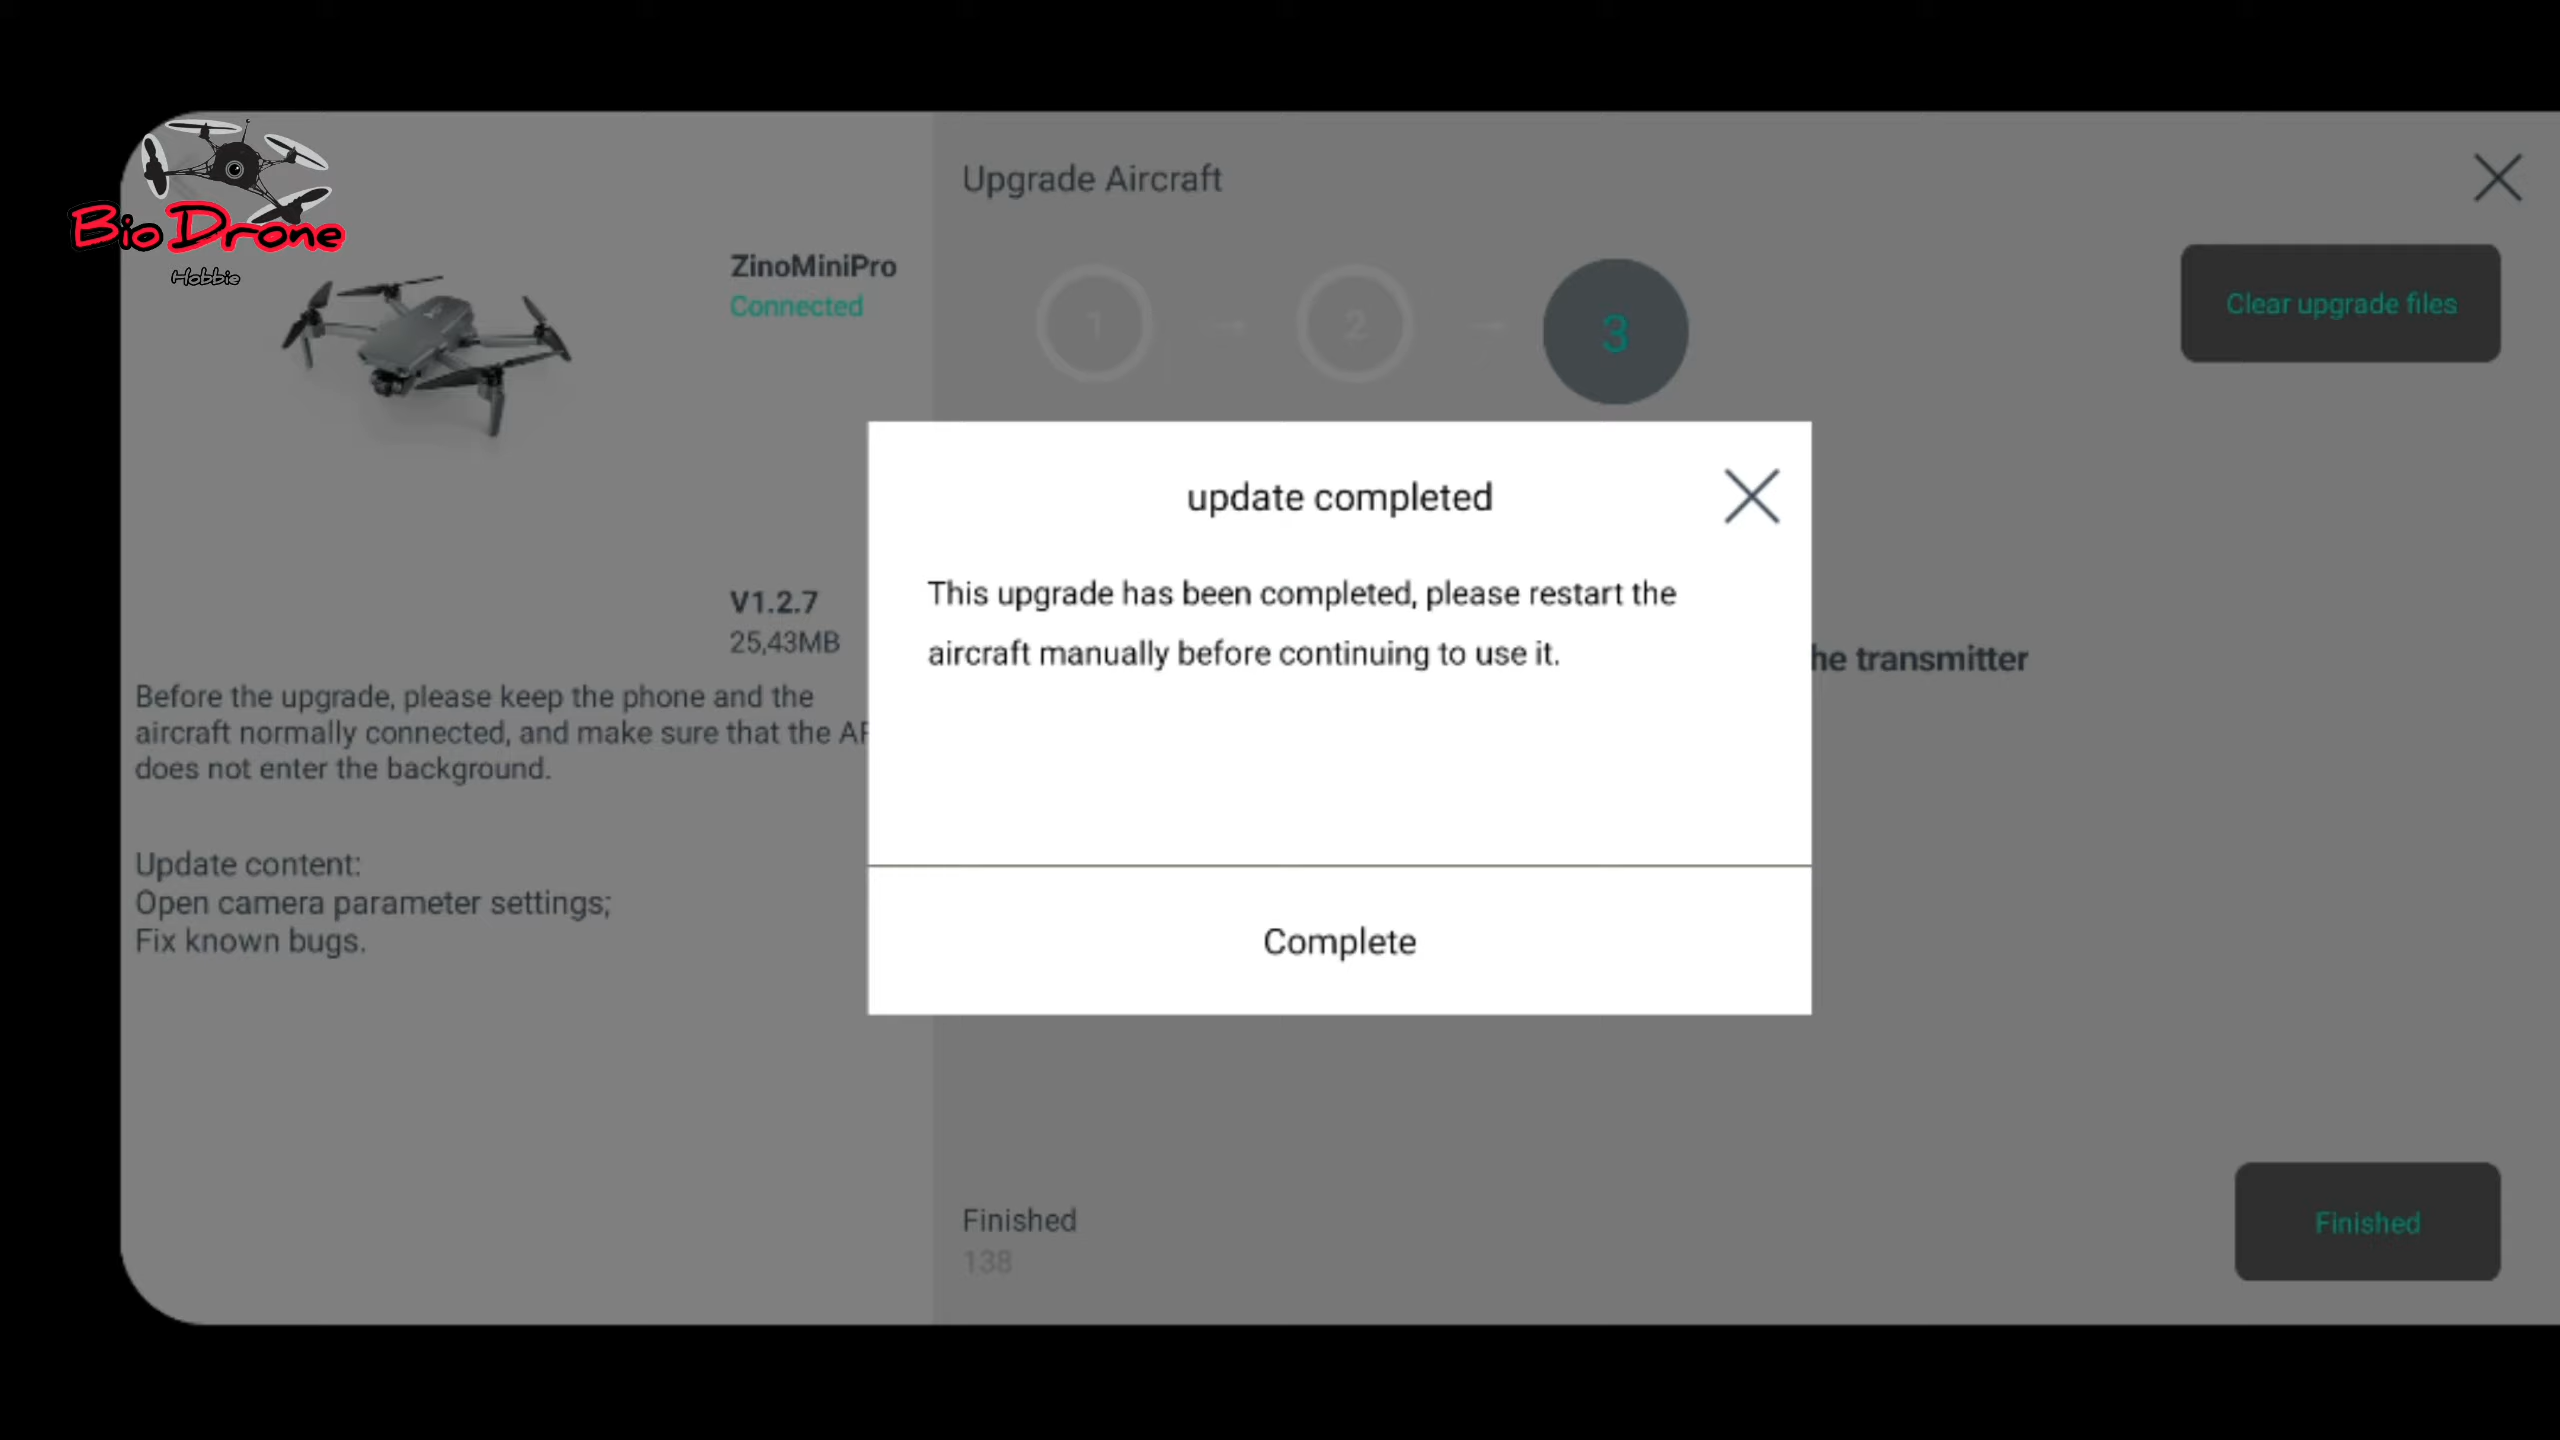 Bio Drone
Hobbie
ZinoMiniPro
Connected
V1.2.7
25,43MB
Before the upgrade, please keep the phone and the
aircraft normally connected, and make sure that the
does not enter the background.
Update content:
Open camera parameter settings;
Fix known bugs.
Upgrade Aircraft
1
2
3
Clear upgrade files
update completed
This upgrade has been completed, please restart the
aircraft manually before continuing to use it.
Complete
transmitter
Finished
138
Finished